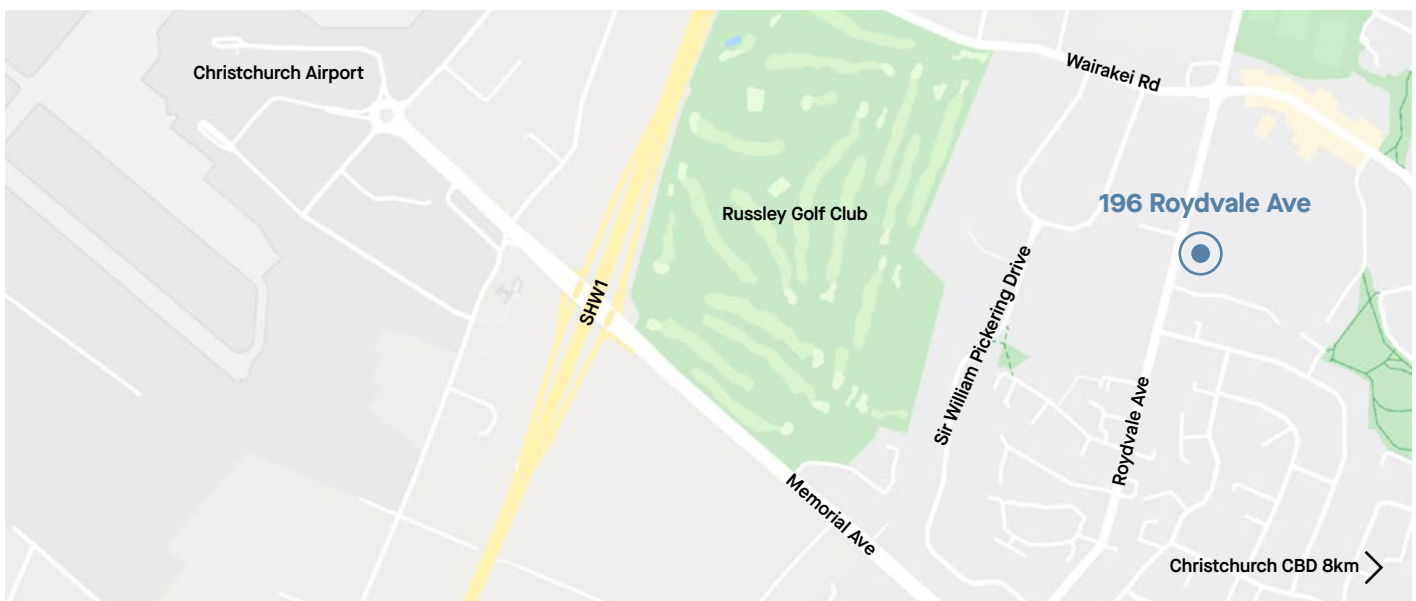 Wairakei Rd
Christchurch Airport
196 Roydvale Ave
Russley Golf Club
SHW1
Sir William Pickering Drive
Roydvale Ave
Memorial Ave
Christchurch CBD 8km